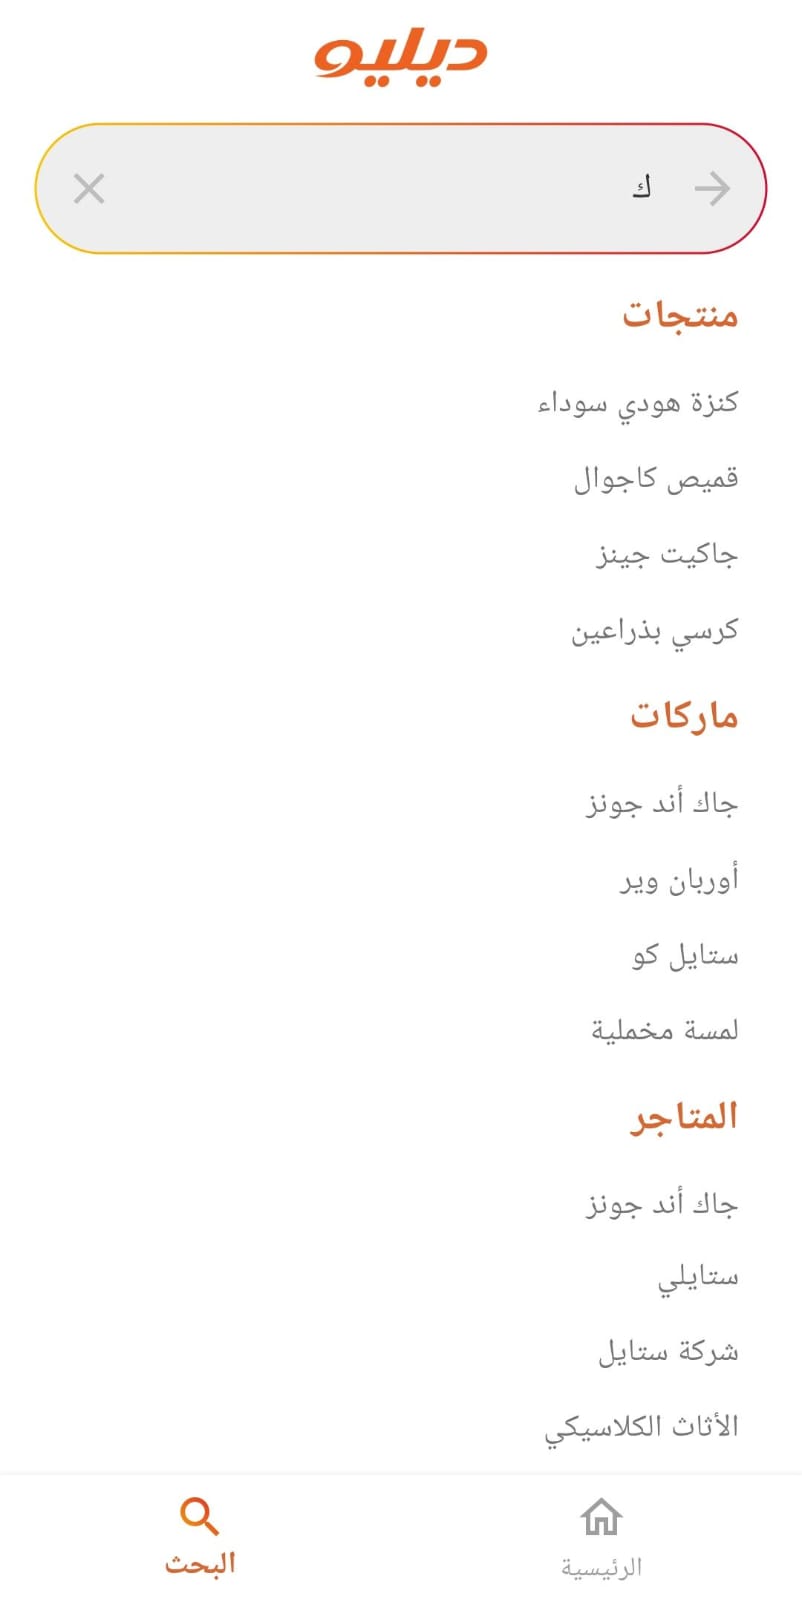 ديليو
ك
منتجات
كنزة هودي سوداء
قميص كاجوال
جاكيت جينز
كرسي بذراعين
ماركات
جاك أند جونز
أوربان وير
ستايل كو
لمسة مخملية
المتاجر
جاك أند جونز
ستايلي
شركة ستايل
الأثاث الكلاسيكي
الرئيسية
البحث